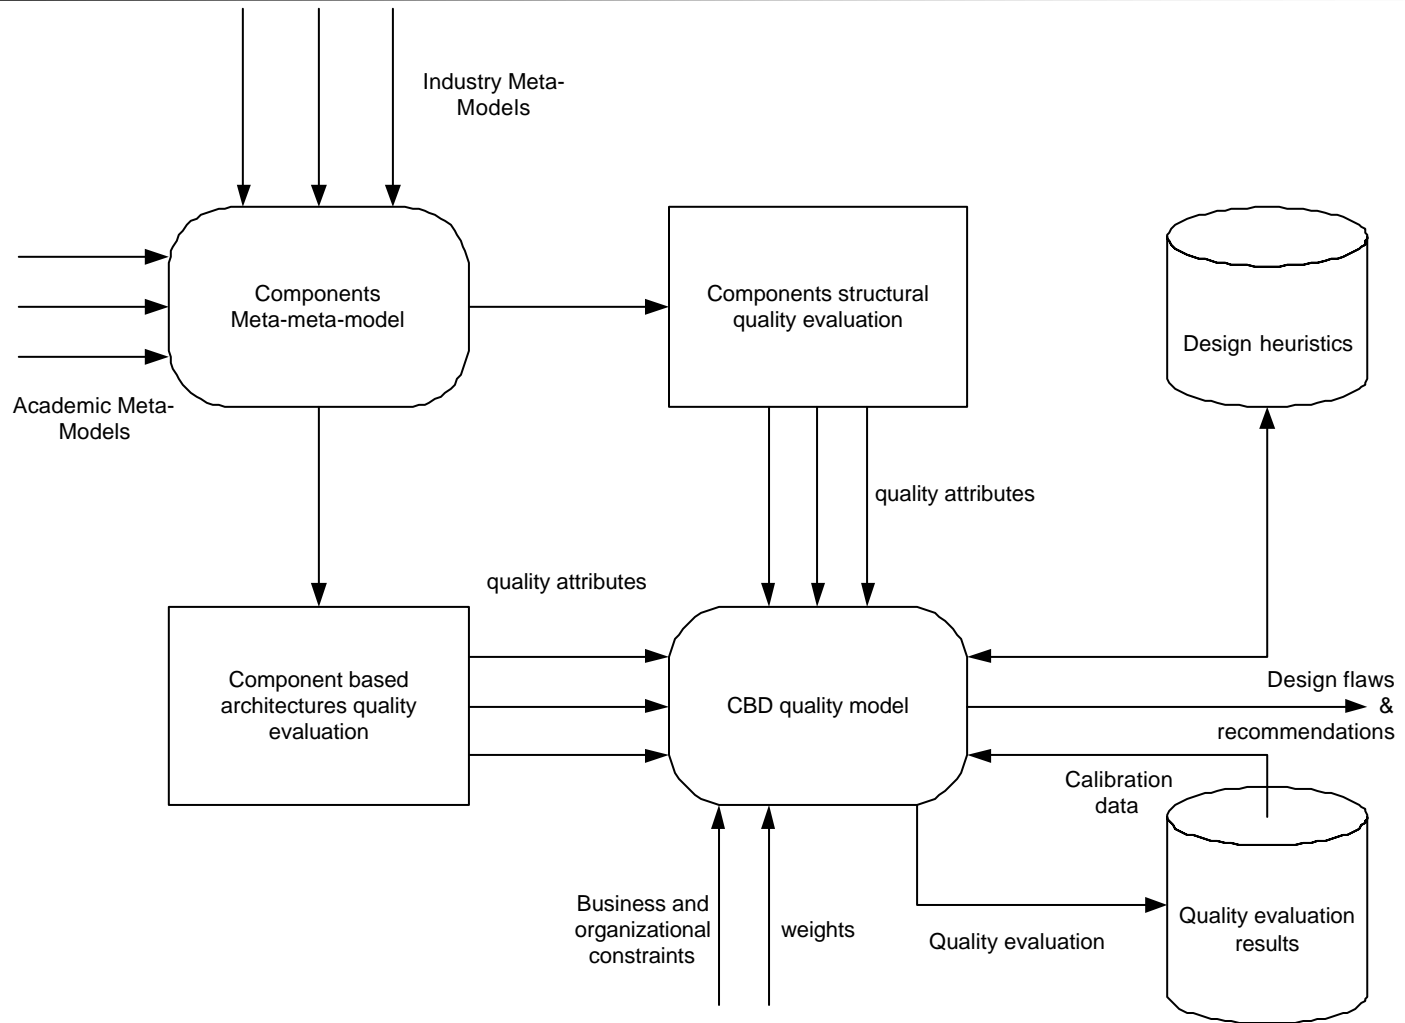 Industry Meta-
Models
Components
Meta-meta-model
Components structural
quality evaluation
Design heuristics
Academic Meta-
Models
quality attributes
quality attributes
Component based
architectures quality
evaluation
CBD quality model
Design flaws
&
recommendations
Calibration
data
Business and
organizational
constraints
weights
Quality evaluation
Quality evaluation
results